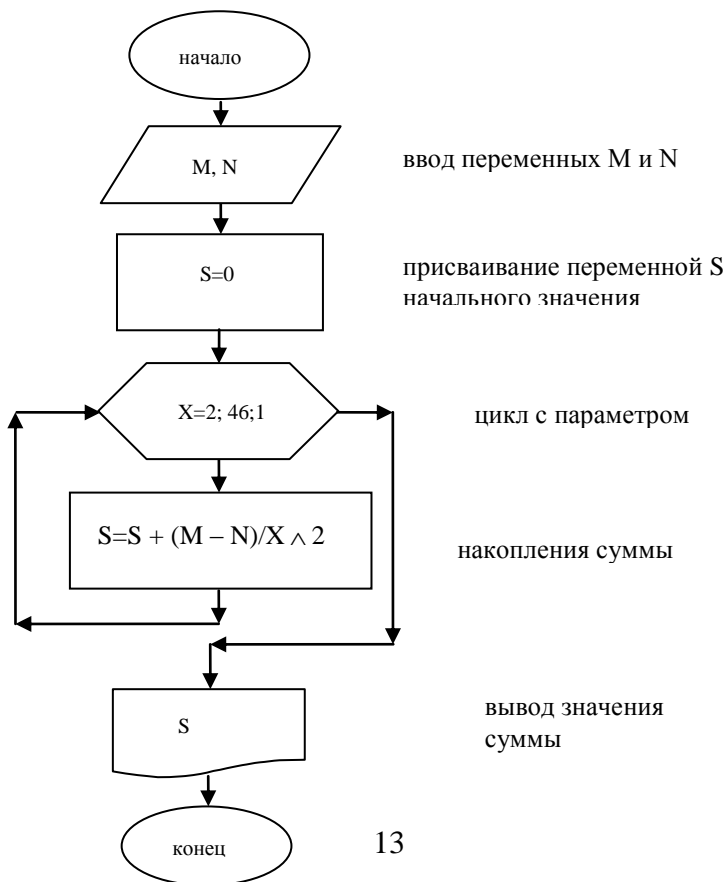 начало
M, N
ввод переменных M и N
S=0
присваивание переменной S
начального значения
X=2; 46;1
цикл с параметром
S=S + (M – N)/X ∧ 2
накопления суммы
S
вывод значения
суммы
конец
13